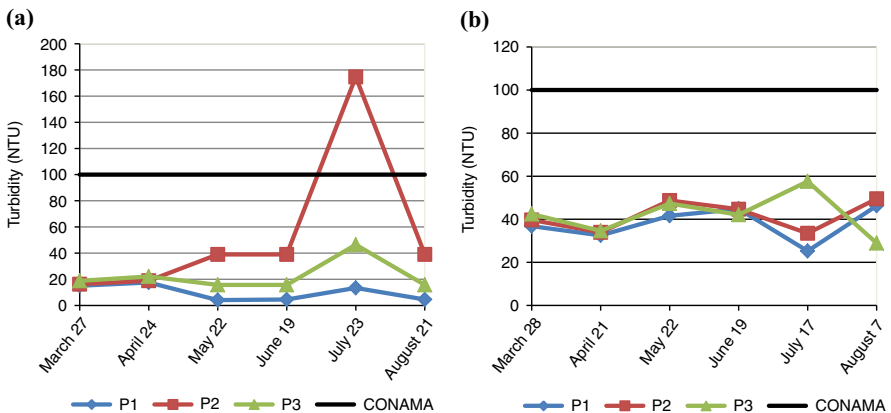 (a)
Turbidity (NTU)
200
180
160
140
120
100
80
60
40
20
0
March 27
April 24
May 22
June 19
July 23
August 21
P1 P2 P3 CONAMA
(b)
Turbidity (NTU)
120
100
80
60
40
20
0
March 28
April 21
May 22
June 19
July 17
August 7
P1 P2 P3 CONAMA